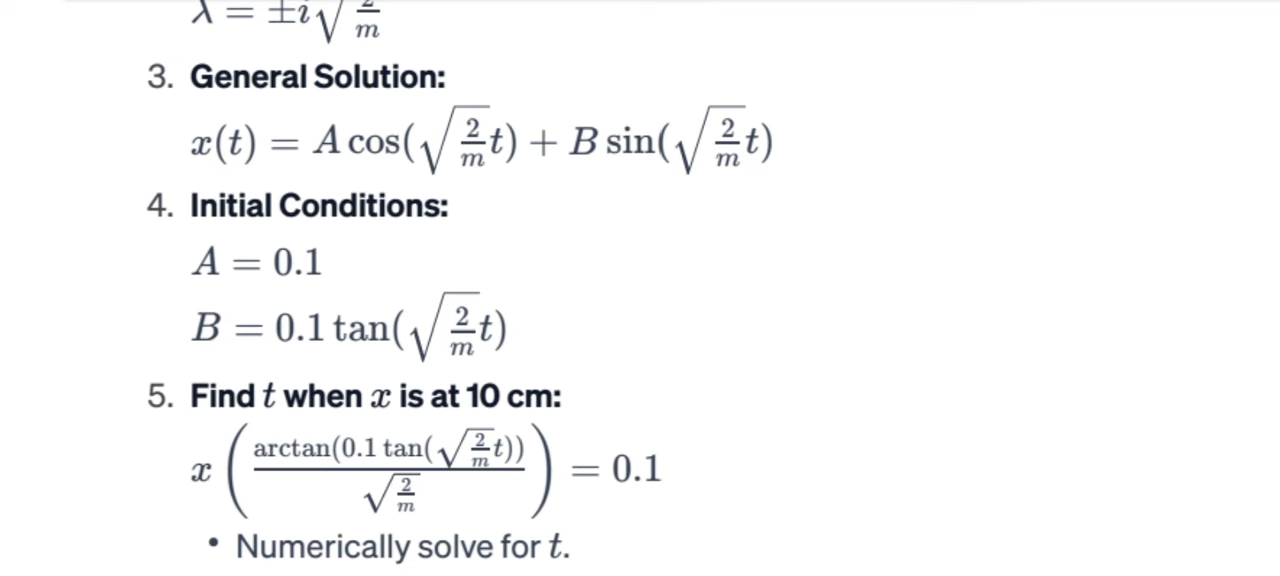 λ = ±i√(2/m)
3. General Solution:
x(t) = A cos(√(2/m) t) + B sin(√(2/m) t)
4. Initial Conditions:
A = 0.1
B = 0.1 tan(√(2/m) t)
5. Find t when x is at 10 cm:
x( arctan(0.1 tan(√(2/m) t)) / √(2/m) ) = 0.1
• Numerically solve for t.